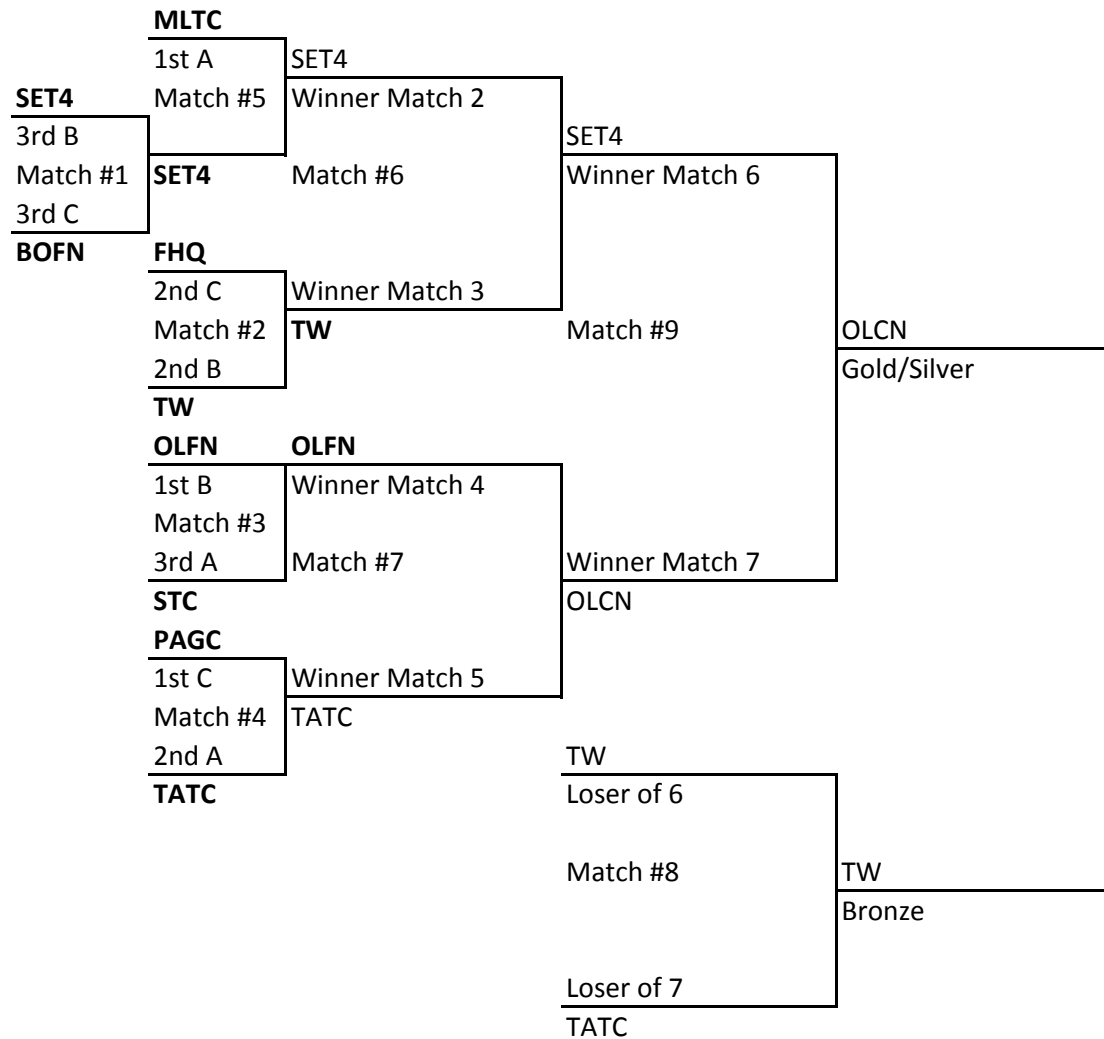 MLTC
1st A SET4
SET4 Match #5 Winner Match 2
3rd B SET4
Match #1 SET4 Match #6 Winner Match 6
3rd C
BOFN FHQ
2nd C Winner Match 3
Match #2 TW Match #9 OLCN
2nd B Gold/Silver
TW
OLFN OLFN
1st B Winner Match 4
Match #3
3rd A Match #7 Winner Match 7
STC OLCN
PAGC
1st C Winner Match 5
Match #4 TATC
2nd A TW
TATC Loser of 6
Match #8 TW
Bronze
Loser of 7
TATC